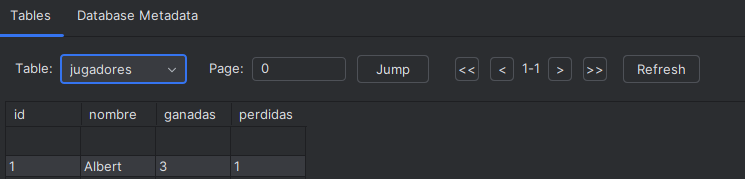 Tables Database Metadata
Table: jugadores Page: 0 Jump << < 1-1 > >> Refresh
id nombre ganadas perdidas
1 Albert 3 1